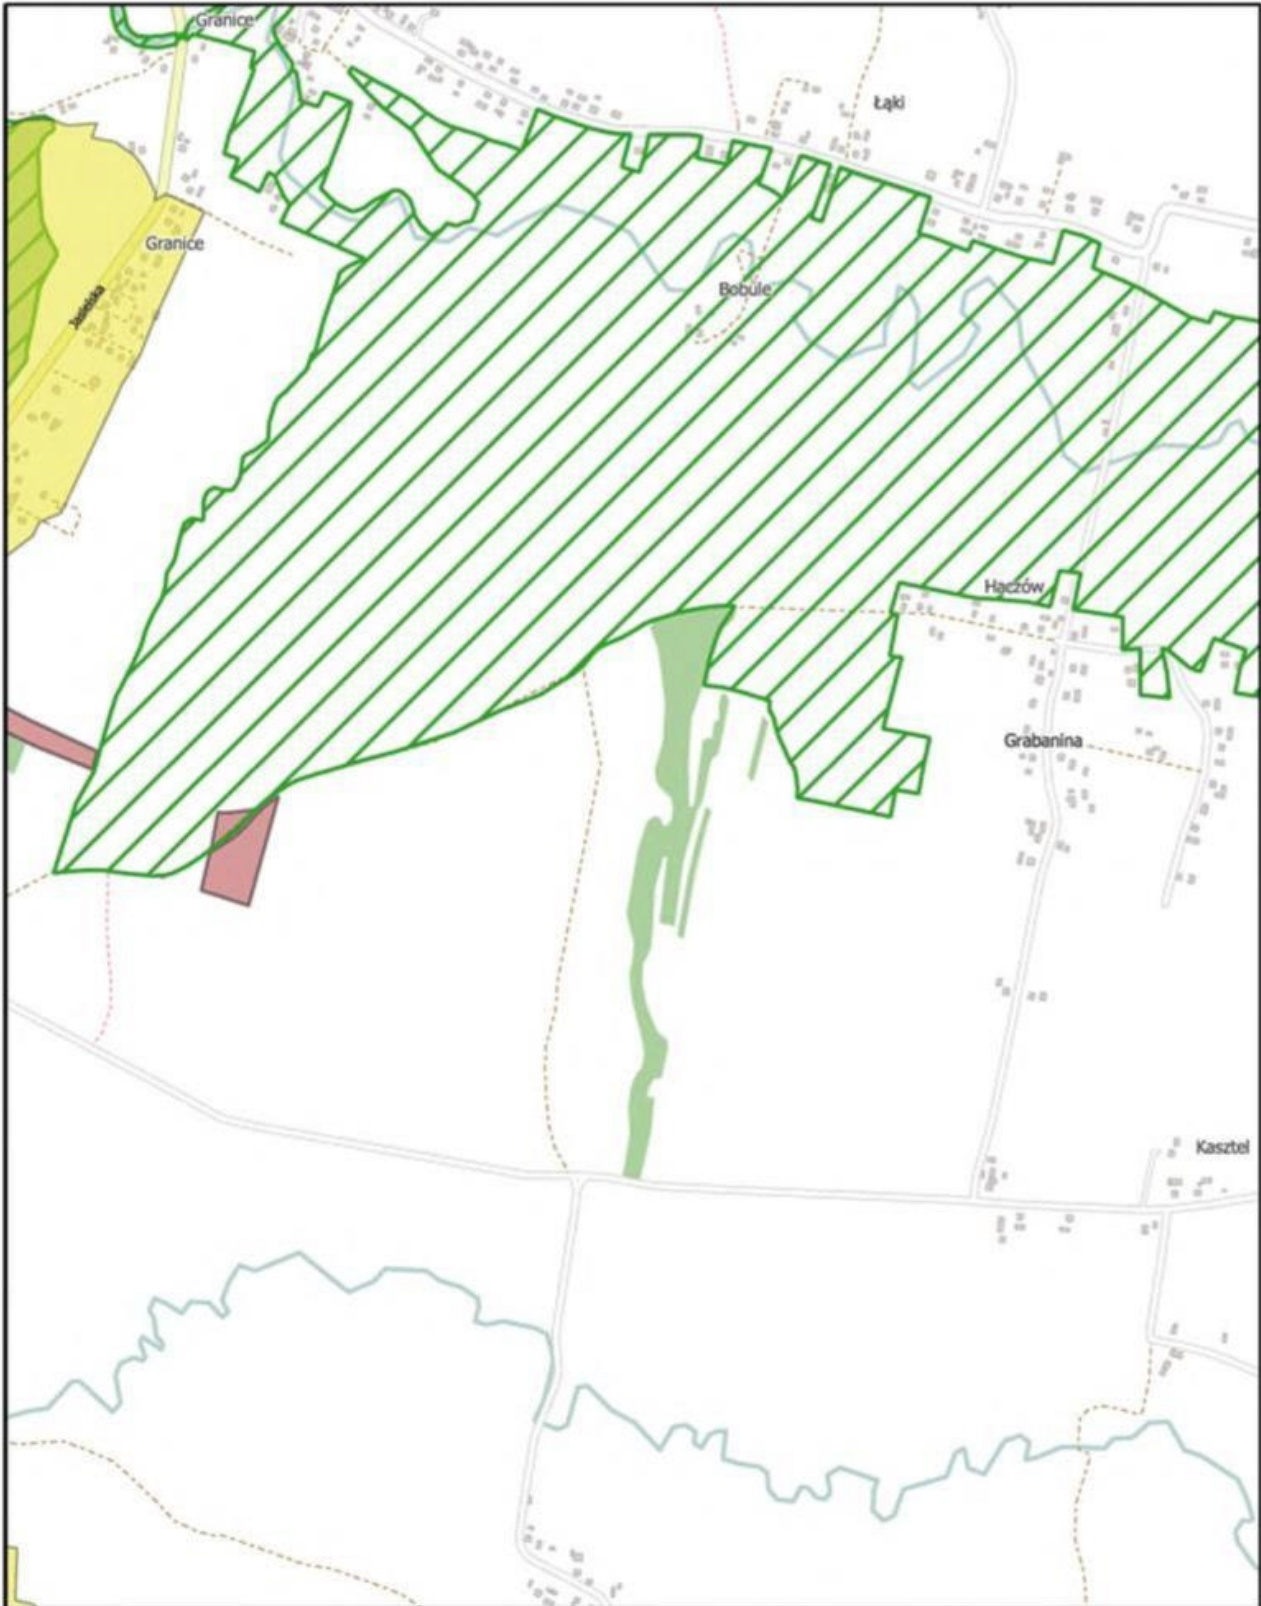 Granice
Łąki
Granice
Jasielska
Bobule
Haczów
Grabanina
Kasztel